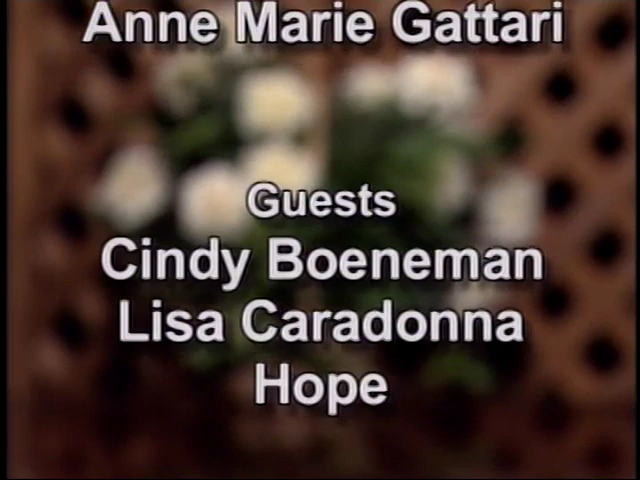 Anne Marie Gattari
Guests
Cindy Boeneman
Lisa Caradonna
Hope